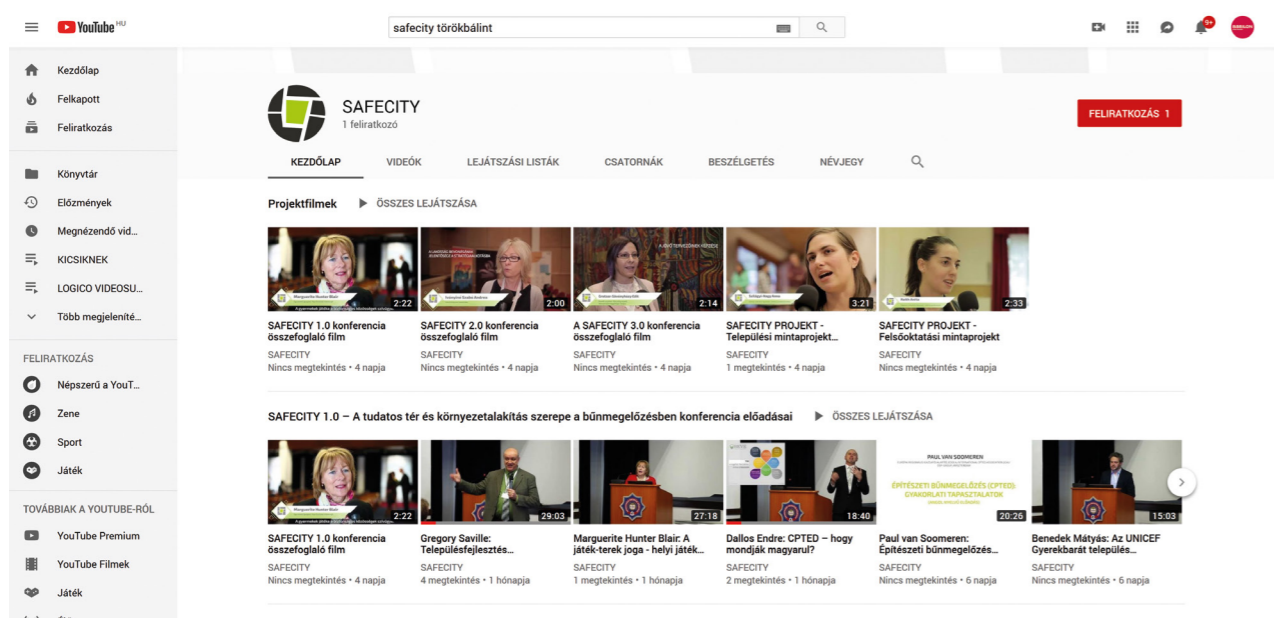 YouTube HU
safecity törökbálint
9+
Kezdőlap
Felkapott
Feliratkozás
Könyvtár
Előzmények
Megnézendő vid...
KICSIKNEK
LOGICO VIDEOSU...
Több megjeleníté...
FELIRATKOZÁS
Népszerű a YouT...
Zene
Sport
Játék
TOVÁBBIAK A YOUTUBE-RÓL
YouTube Premium
YouTube Filmek
Játék
SAFECITY
1 feliratkozó
FELIRATKOZÁS 1
KEZDŐLAP VIDEÓK LEJÁTSZÁSI LISTÁK CSATORNÁK BESZÉLGETÉS NÉVJEGY
Projektfilmek ÖSSZES LEJÁTSZÁSA
Marguerite Hunter Blair
2:22
SAFECITY 1.0 konferencia
összefoglaló film
SAFECITY
Nincs megtekintés • 4 napja
2:00
SAFECITY 2.0 konferencia
összefoglaló film
SAFECITY
Nincs megtekintés • 4 napja
2:14
A SAFECITY 3.0 konferencia
összefoglaló film
SAFECITY
Nincs megtekintés • 4 napja
3:21
SAFECITY PROJEKT -
Települési mintaprojekt...
SAFECITY
1 megtekintés • 4 napja
2:33
SAFECITY PROJEKT -
Felsőoktatási mintaprojekt
SAFECITY
Nincs megtekintés • 4 napja
SAFECITY 1.0 – A tudatos tér és környezetalakítás szerepe a bűnmegelőzésben konferencia előadásai ÖSSZES LEJÁTSZÁSA
Marguerite Hunter Blair
2:22
SAFECITY 1.0 konferencia
összefoglaló film
SAFECITY
Nincs megtekintés • 4 napja
29:03
Gregory Saville:
Településfejlesztés...
SAFECITY
4 megtekintés • 1 hónapja
27:18
Marguerite Hunter Blair: A
játék-terek joga - helyi játék...
SAFECITY
1 megtekintés • 1 hónapja
18:40
Dallos Endre: CPTED – hogy
mondják magyarul?
SAFECITY
2 megtekintés • 1 hónapja
PAUL VAN SOOMEREN
ÉPÍTÉSZETI BŰNMEGELŐZÉS (CPTED):
GYAKORLATI TAPASZTALATOK
20:26
Paul van Soomeren:
Építészeti bűnmegelőzés...
SAFECITY
Nincs megtekintés • 6 napja
15:03
Benedek Mátyás: Az UNICEF
Gyerekbarát település...
SAFECITY
Nincs megtekintés • 6 napja